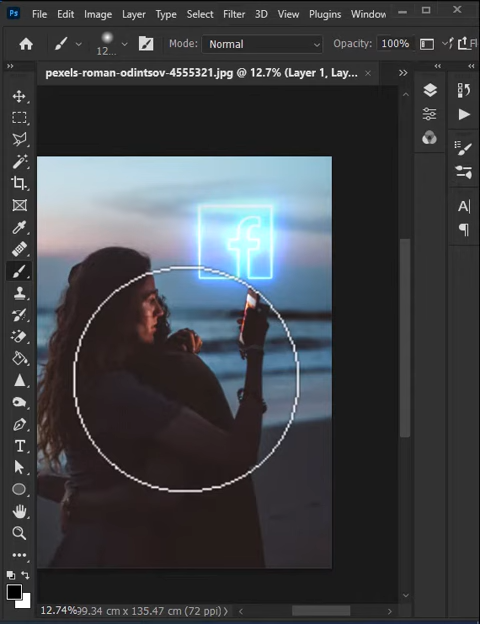 Ps File Edit Image Layer Type Select Filter 3D View Plugins Window
12... Mode: Normal Opacity: 100%
pexels-roman-odintsov-4555321.jpg @ 12.7% (Layer 1, Lay... ×
f
T
A
12.74% 99.34 cm x 135.47 cm (72 ppi)